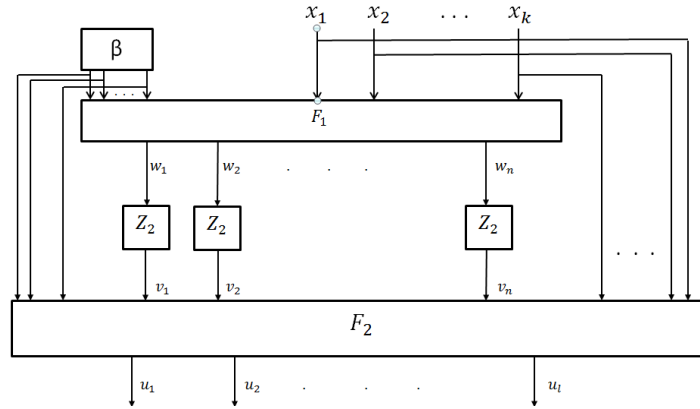 x₁ x₂ . . . xₖ
β
. . .
F₁
w₁ w₂ . . . wₙ
Z₂ Z₂ Z₂
. . .
v₁ v₂ vₙ
F₂
u₁ u₂ . . . uₗ